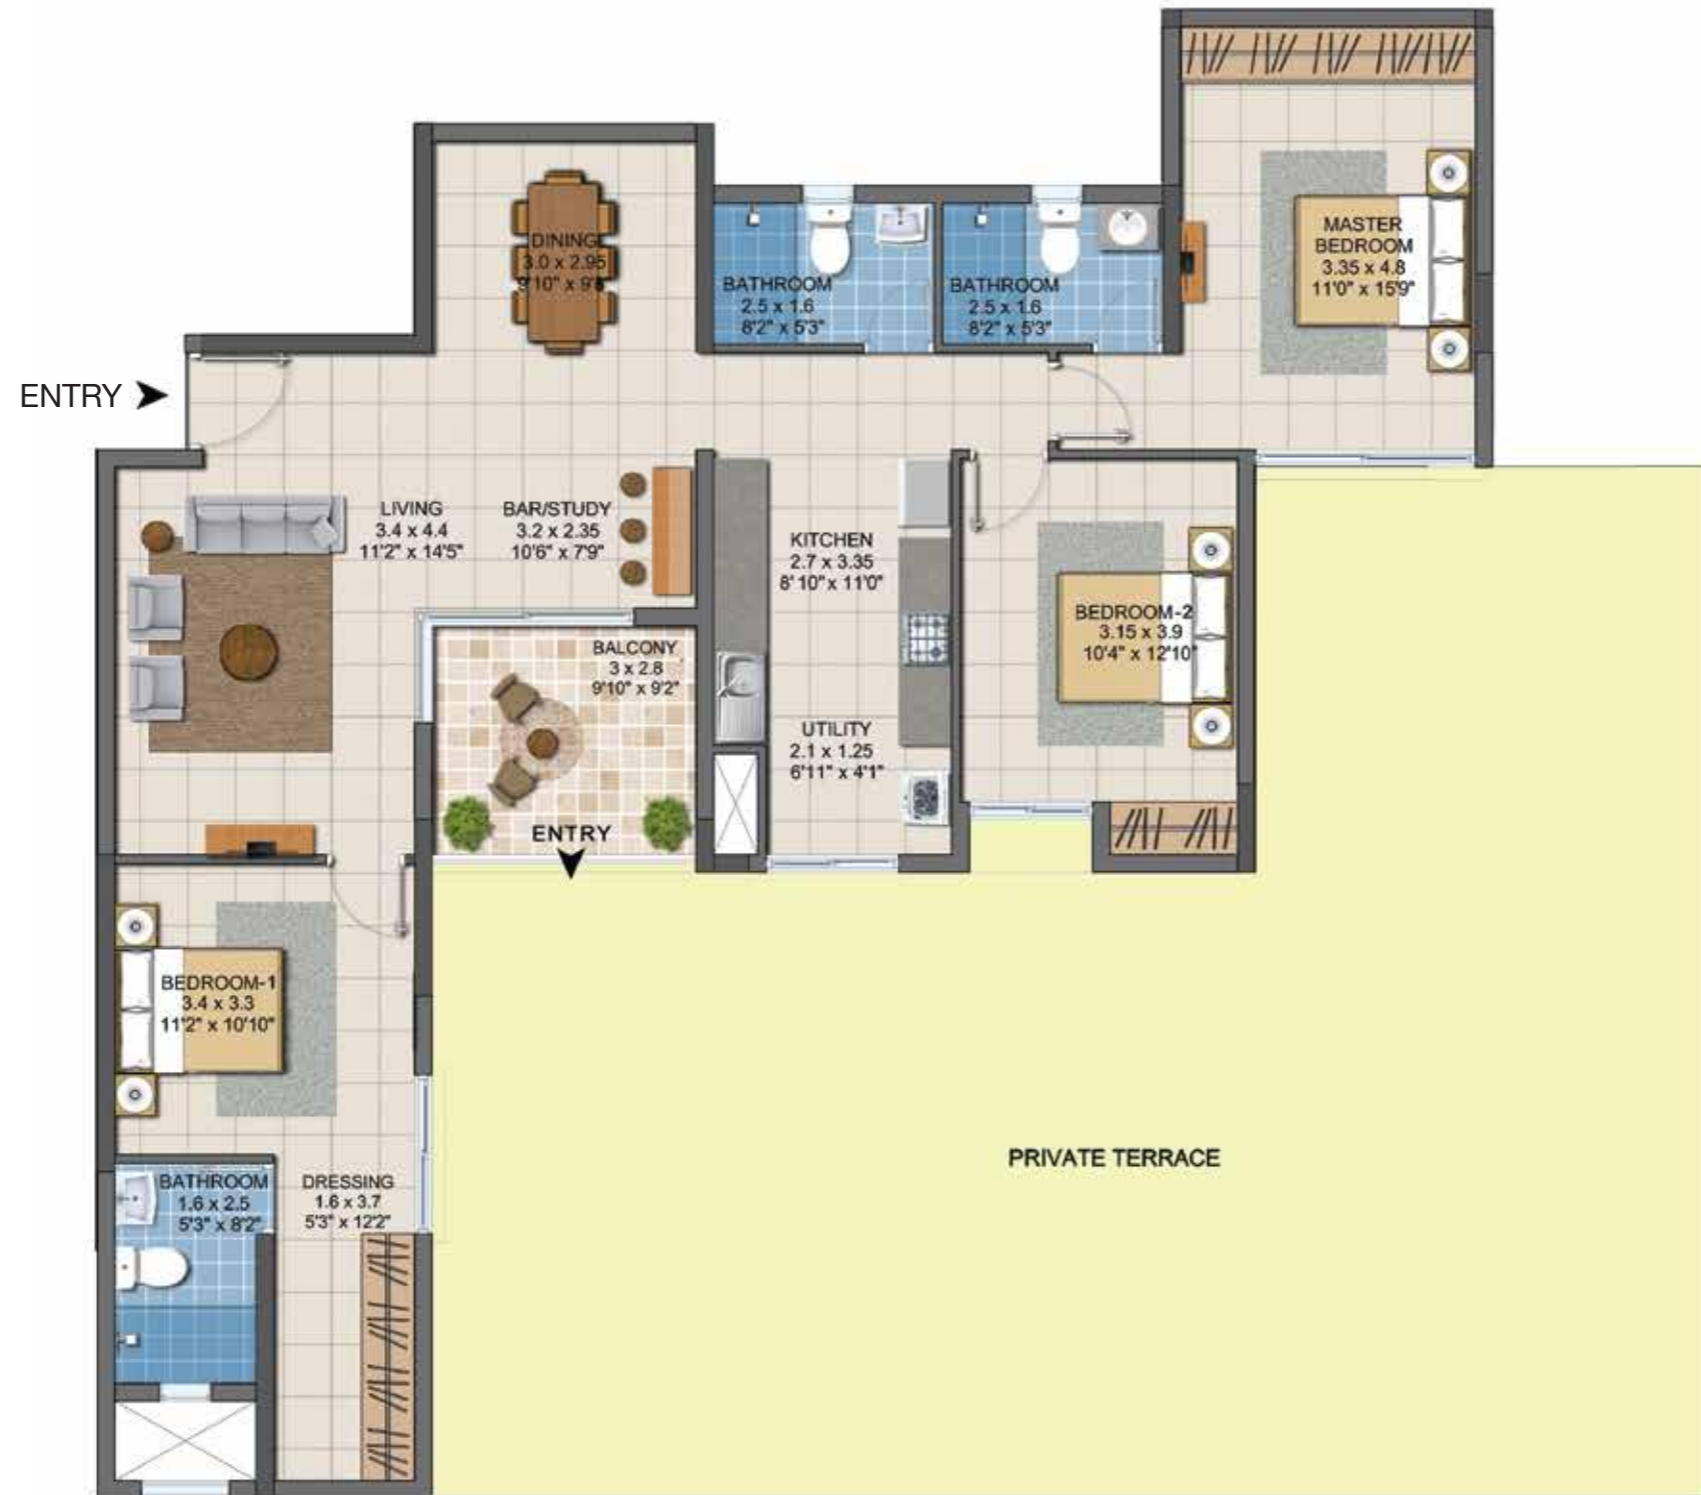 MASTER
BEDROOM
3.35 x 4.8
11'0" x 15'9"
DINING
3.0 x 2.95
9'10" x 9'8
BATHROOM
2.5 x 1.6
8'2" x 5'3"
BATHROOM
2.5 x 1.6
8'2" x 5'3"
ENTRY
LIVING
3.4 x 4.4
11'2" x 14'5"
BAR/STUDY
3.2 x 2.35
10'6" x 7'9"
KITCHEN
2.7 x 3.35
8' 10" x 11'0"
BEDROOM-2
3.15 x 3.9
10'4" x 12'10"
BALCONY
3 x 2.8
9'10" x 9'2"
UTILITY
2.1 x 1.25
6'11" x 4'1"
ENTRY
BEDROOM-1
3.4 x 3.3
11'2" x 10'10"
BATHROOM
1.6 x 2.5
5'3" x 8'2"
DRESSING
1.6 x 3.7
5'3" x 12'2"
PRIVATE TERRACE